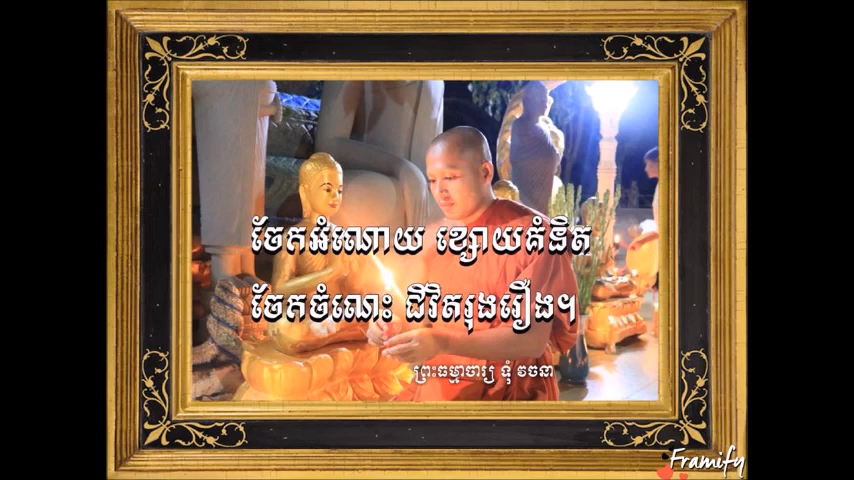 ចែកអំណោយ ខ្សោយគំនិត
ចែកចំណេះ ជីវិតរុងរឿង។
ព្រះធម្មាចារ្យ ទុំ វចនា
Framify